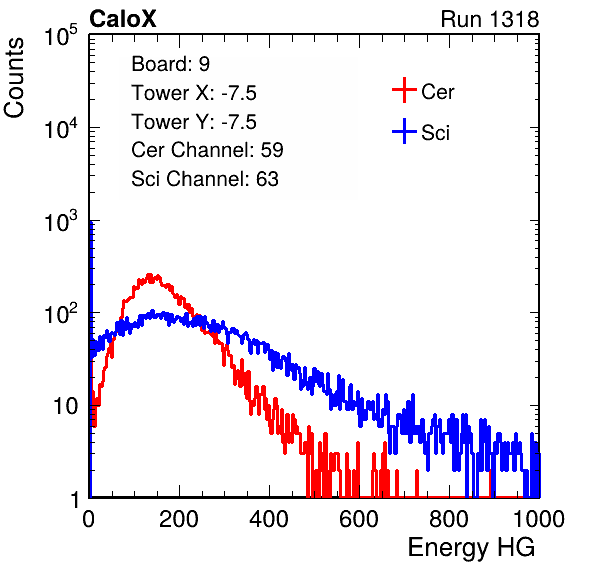 CaloX Run 1318
Counts
10^5
10^4
10^3
10^2
10
1
Board: 9
Tower X: -7.5
Tower Y: -7.5
Cer Channel: 59
Sci Channel: 63
Cer
Sci
0 200 400 600 800 1000
Energy HG